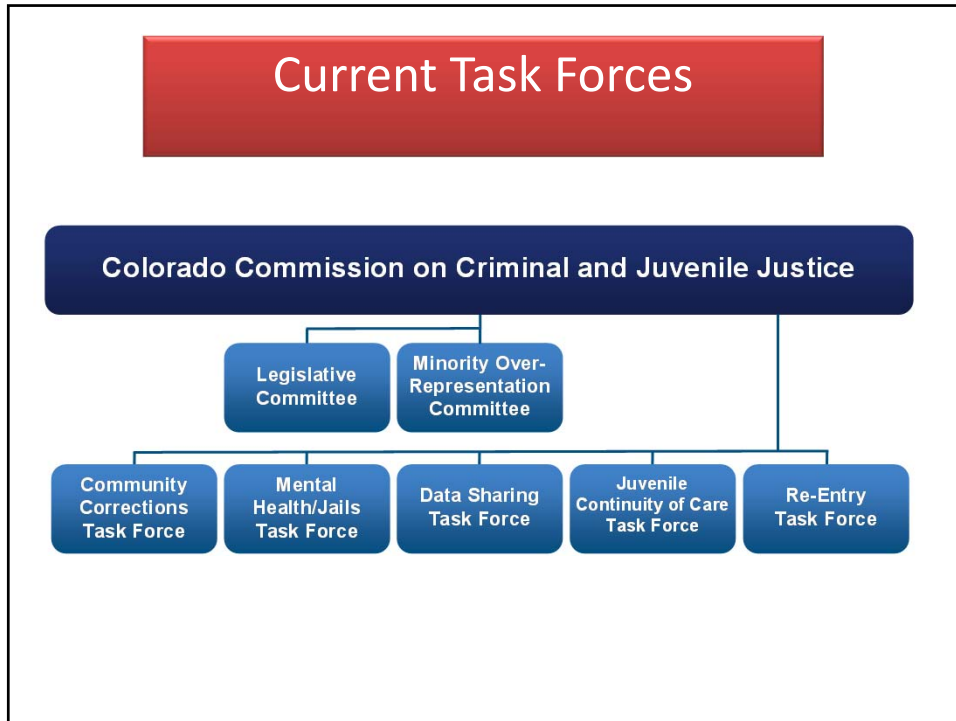 Current Task Forces
Colorado Commission on Criminal and Juvenile Justice
Legislative
Committee
Minority Over-
Representation
Committee
Community
Corrections
Task Force
Mental
Health/Jails
Task Force
Data Sharing
Task Force
Juvenile
Continuity of Care
Task Force
Re-Entry
Task Force